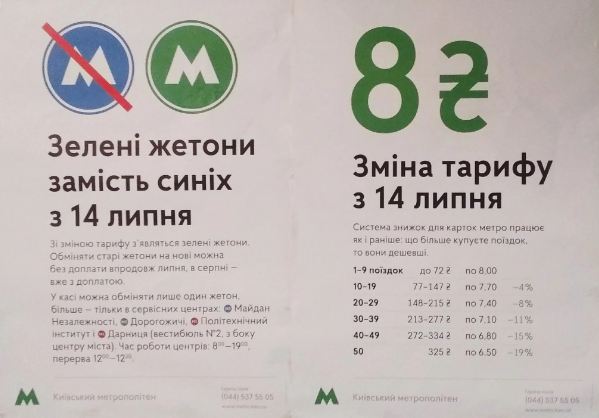 Зелені жетони
замість синіх
з 14 липня
Зі зміною тарифу з'являться зелені жетони.
Обміняти старі жетони на нові можна
без доплати впродовж липня, в серпні –
вже з доплатою.
У касі можна обміняти лише один жетон,
більше – тільки в сервісних центрах: М Майдан
Незалежності, М Дорогожичі, М Політехнічний
інститут і М Дарниця (вестибюль №2, з боку
центру міста). Час роботи центрів: 8⁰⁰–19⁰⁰,
перерва 12⁰⁰–12³⁰.
М Київський метрополітен
(044) 537 55 05
8 ₴
Зміна тарифу
з 14 липня
Система знижок для карток метро працює
як і раніше: що більше купуєте поїздок,
то вони дешевші.
1–9 поїздок до 72 ₴ по 8,00
10–19 77–147 ₴ по 7,70 –4%
20–29 148–215 ₴ по 7,40 –8%
30–39 213–277 ₴ по 7,10 –11%
40–49 272–334 ₴ по 6,80 –15%
50 325 ₴ по 6,50 –19%
М Київський метрополітен
(044) 537 55 05